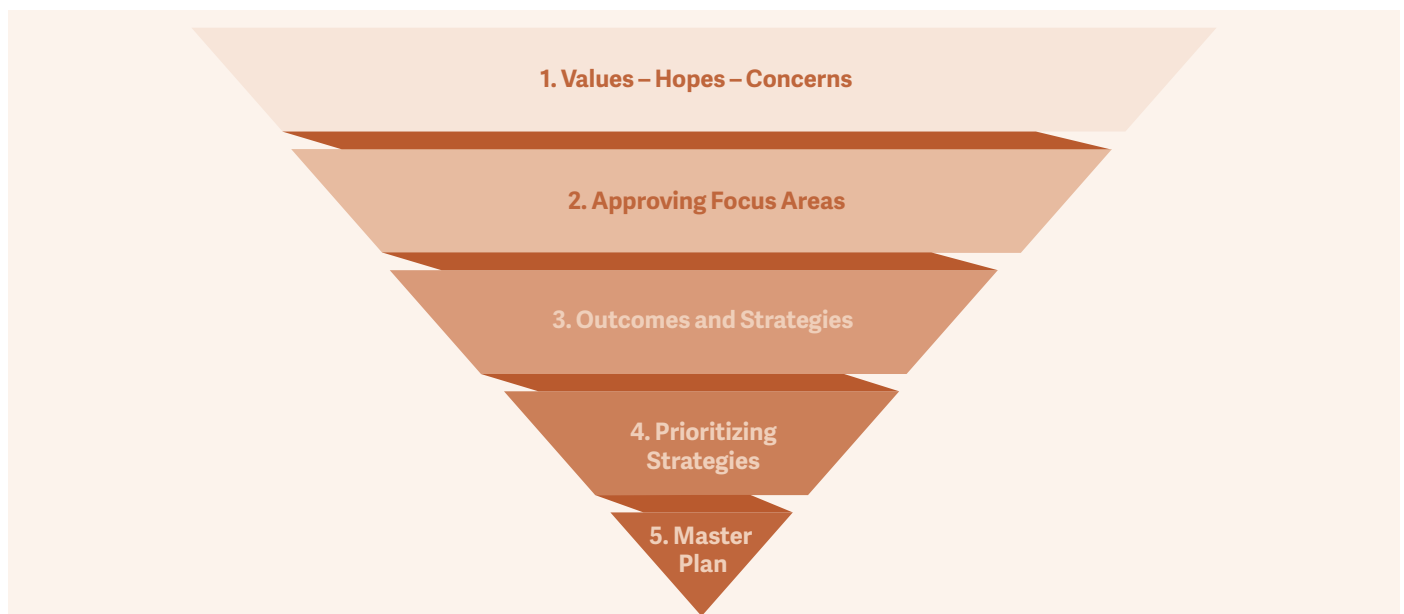 1. Values – Hopes – Concerns
2. Approving Focus Areas
3. Outcomes and Strategies
4. Prioritizing
Strategies
5. Master
Plan